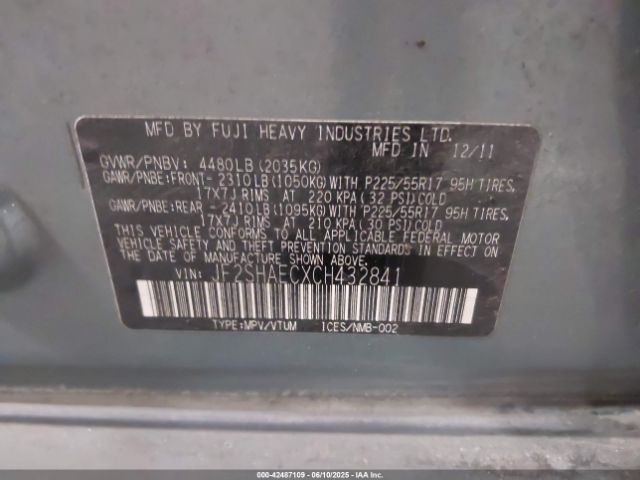 MFD BY FUJI HEAVY INDUSTRIES LTD.
MFD IN 12/11
GVWR/PNBV: 4480LB(2035KG)
GAWR/PNBE:FRONT-2310LB(1050KG)WITH P225/55R17 95H TIRES,
17X7J RIMS AT 220 KPA(32 PSI)COLD
GAWR/PNBE:REAR -2410LB(1095KG)WITH P225/55R17 95H TIRES,
17X7J RIMS AT 210 KPA(30 PSI)COLD
THIS VEHICLE CONFORMS TO ALL APPLICABLE FEDERAL MOTOR
VEHICLE SAFETY AND THEFT PREVENTION STANDARDS IN EFFECT ON
THE DATE OF MANUFACTURE SHOWN ABOVE.
VIN: JF2SHAECXCH432841
TYPE:MPV/VTUM ICES/NMB-002
000-42487109 - 06/10/2025 - IAAI.COM